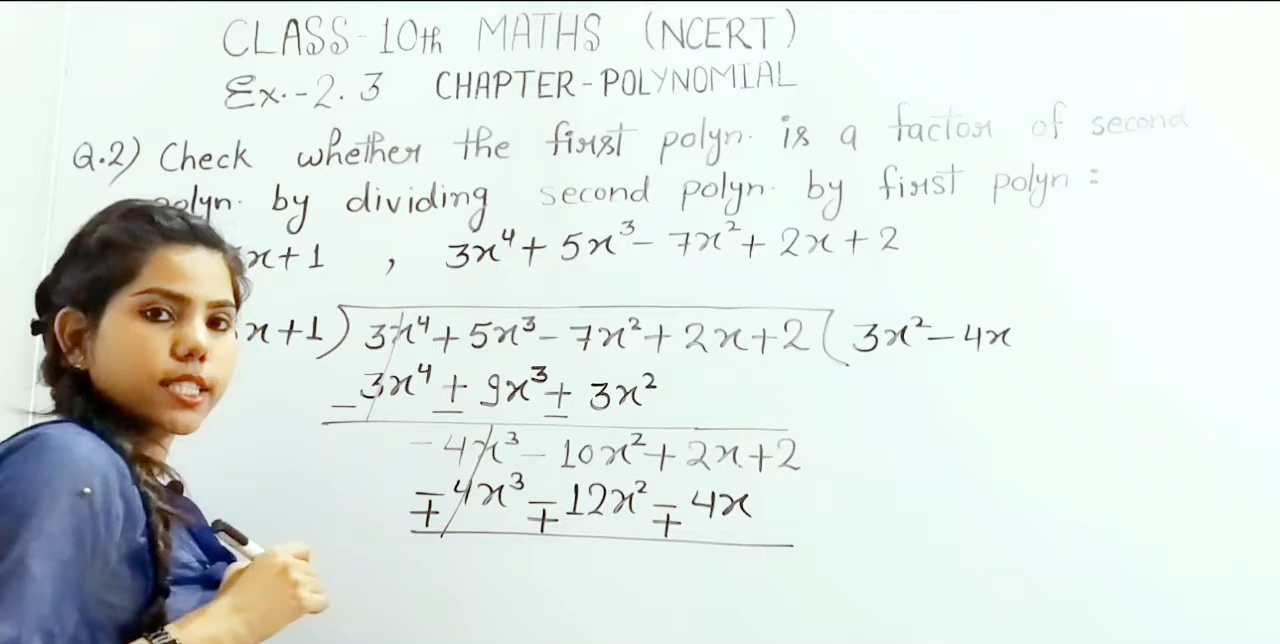 CLASS-10th MATHS (NCERT)
Ex.-2.3 CHAPTER-POLYNOMIAL
Q.2) Check whether the first polyn. is a factor of second
polyn. by dividing second polyn. by first polyn :
x+1 , 3x⁴ + 5x³ - 7x² + 2x + 2
x+1) 3x⁴ + 5x³ - 7x² + 2x + 2 ( 3x² - 4x
- 3x⁴ + 9x³ + 3x²
- 4x³ - 10x² + 2x + 2
∓ 4x³ ∓ 12x² ∓ 4x